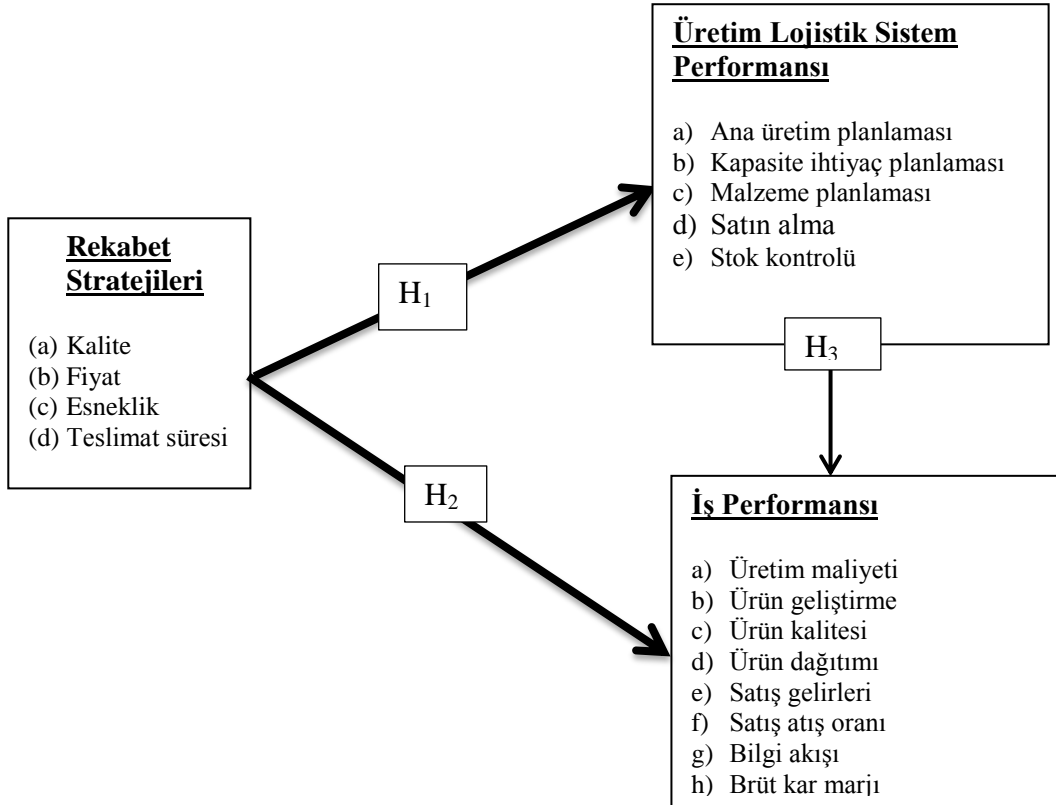 Üretim Lojistik Sistem
Performansı
a) Ana üretim planlaması
b) Kapasite ihtiyaç planlaması
c) Malzeme planlaması
d) Satın alma
e) Stok kontrolü
Rekabet
Stratejileri
(a) Kalite
(b) Fiyat
(c) Esneklik
(d) Teslimat süresi
H1
H2
H3
İş Performansı
a) Üretim maliyeti
b) Ürün geliştirme
c) Ürün kalitesi
d) Ürün dağıtımı
e) Satış gelirleri
f) Satış atış oranı
g) Bilgi akışı
h) Brüt kar marjı